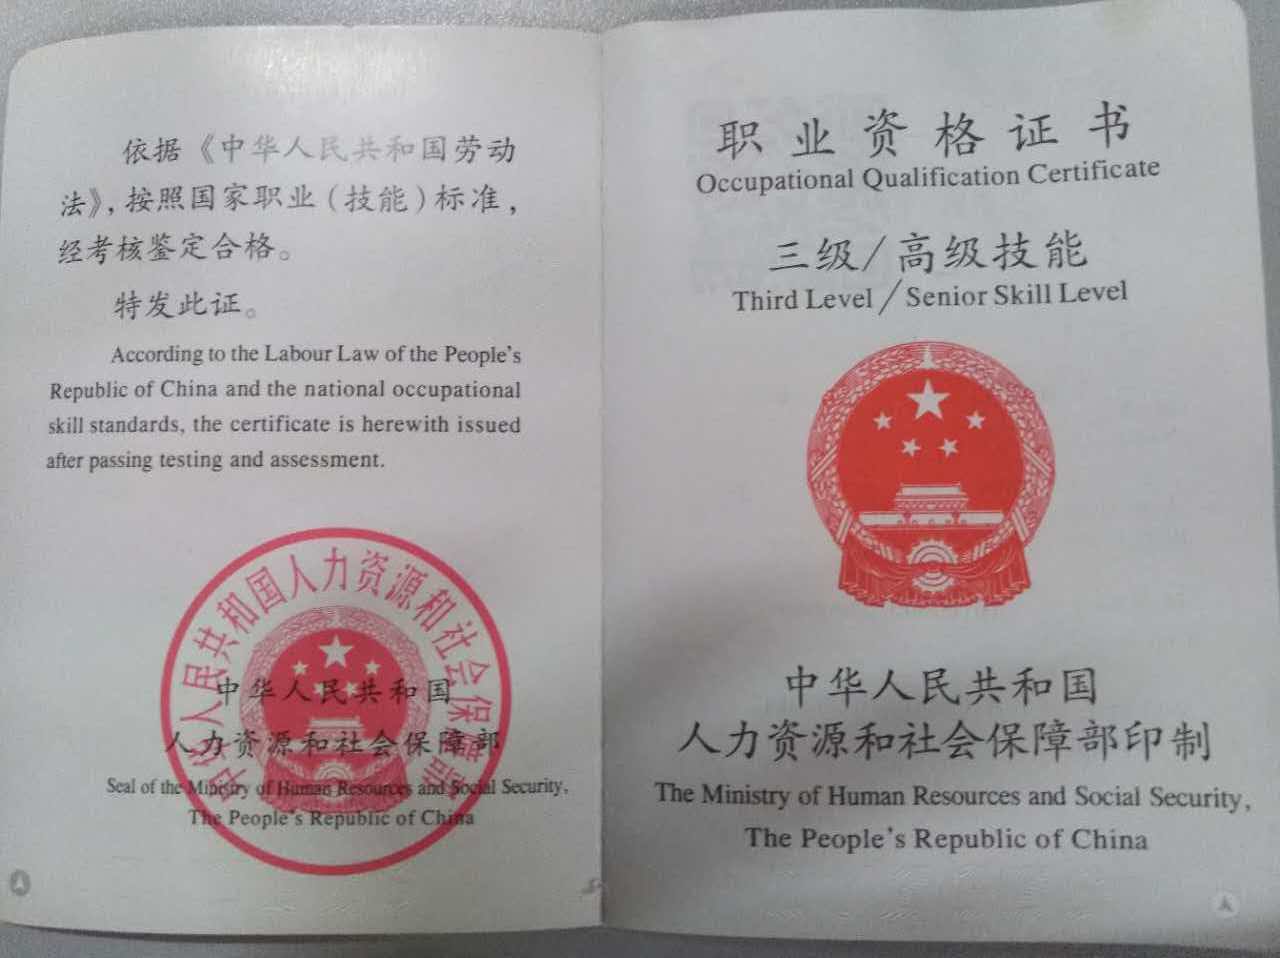 依据《中华人民共和国劳动
法》，按照国家职业（技能）标准，
经考核鉴定合格。
特发此证。
According to the Labour Law of the People's
Republic of China and the national occupational
skill standards, the certificate is herewith issued
after passing testing and assessment.
中华人民共和国人力资源和社会保障部
中华人民共和国
人力资源和社会保障部
Seal of the Ministry of Human Resources and Social Security,
The People's Republic of China
职业资格证书
Occupational Qualification Certificate
三级/高级技能
Third Level/Senior Skill Level
中华人民共和国
人力资源和社会保障部印制
The Ministry of Human Resources and Social Security,
The People's Republic of China